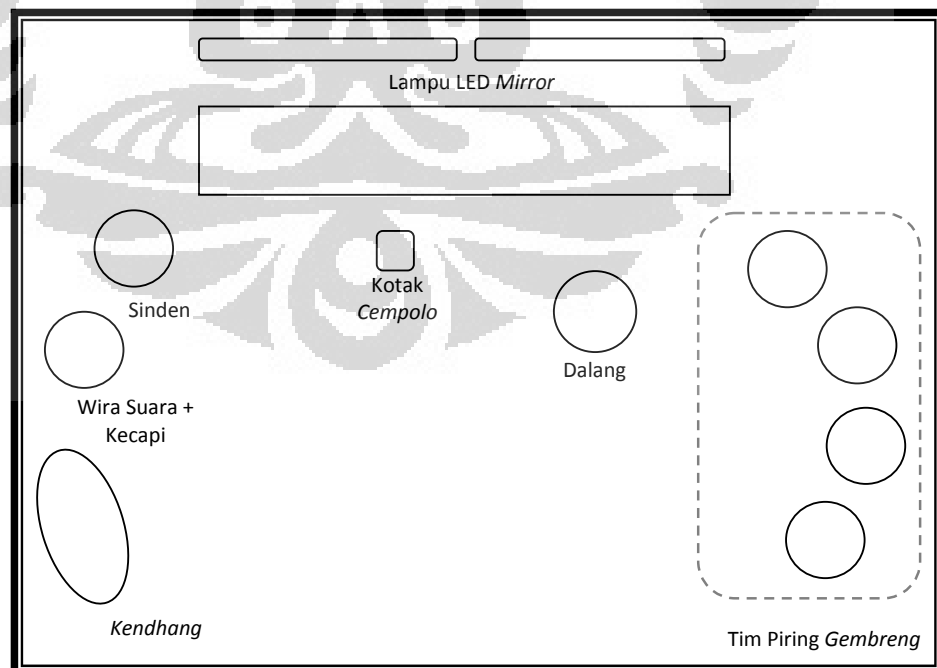 Lampu LED Mirror
Kotak
Cempolo
Sinden
Dalang
Wira Suara +
Kecapi
Kendhang
Tim Piring Gembreng